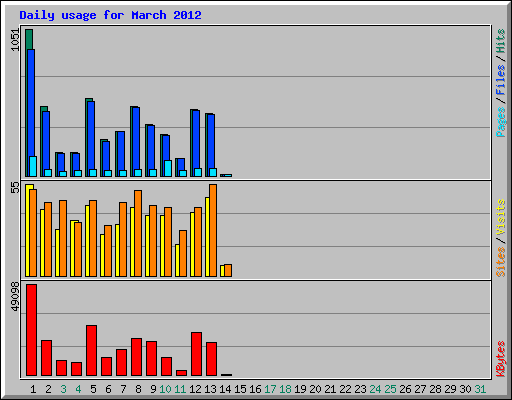 Daily usage for March 2012
1051
Pages / Files / Hits
55
Sites / Visits
49098
KBytes
1 2 3 4 5 6 7 8 9 10 11 12 13 14 15 16 17 18 19 20 21 22 23 24 25 26 27 28 29 30 31